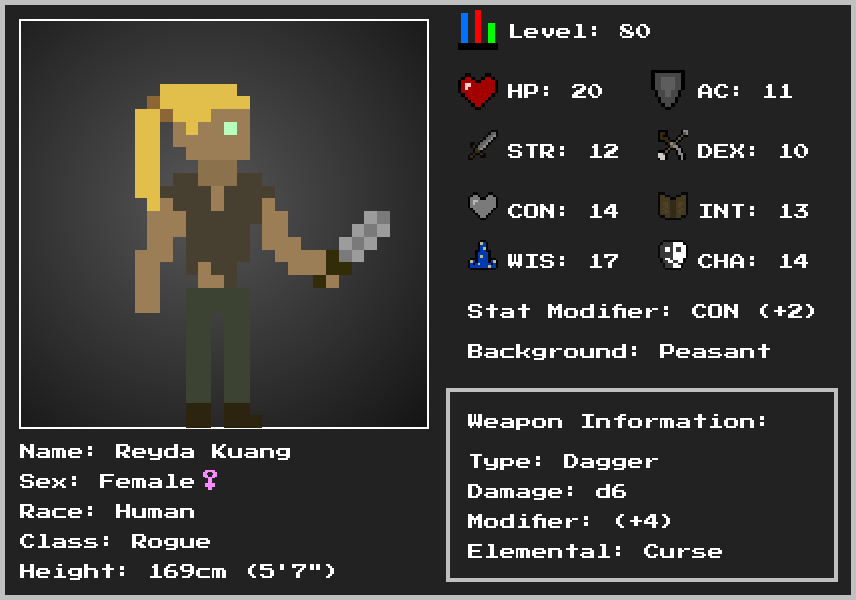 Level: 80
HP: 20 AC: 11
STR: 12 DEX: 10
CON: 14 INT: 13
WIS: 17 CHA: 14
Stat Modifier: CON (+2)
Background: Peasant
Weapon Information:
Type: Dagger
Damage: d6
Modifier: (+4)
Elemental: Curse
Name: Reyda Kuang
Sex: Female♀
Race: Human
Class: Rogue
Height: 169cm (5'7")